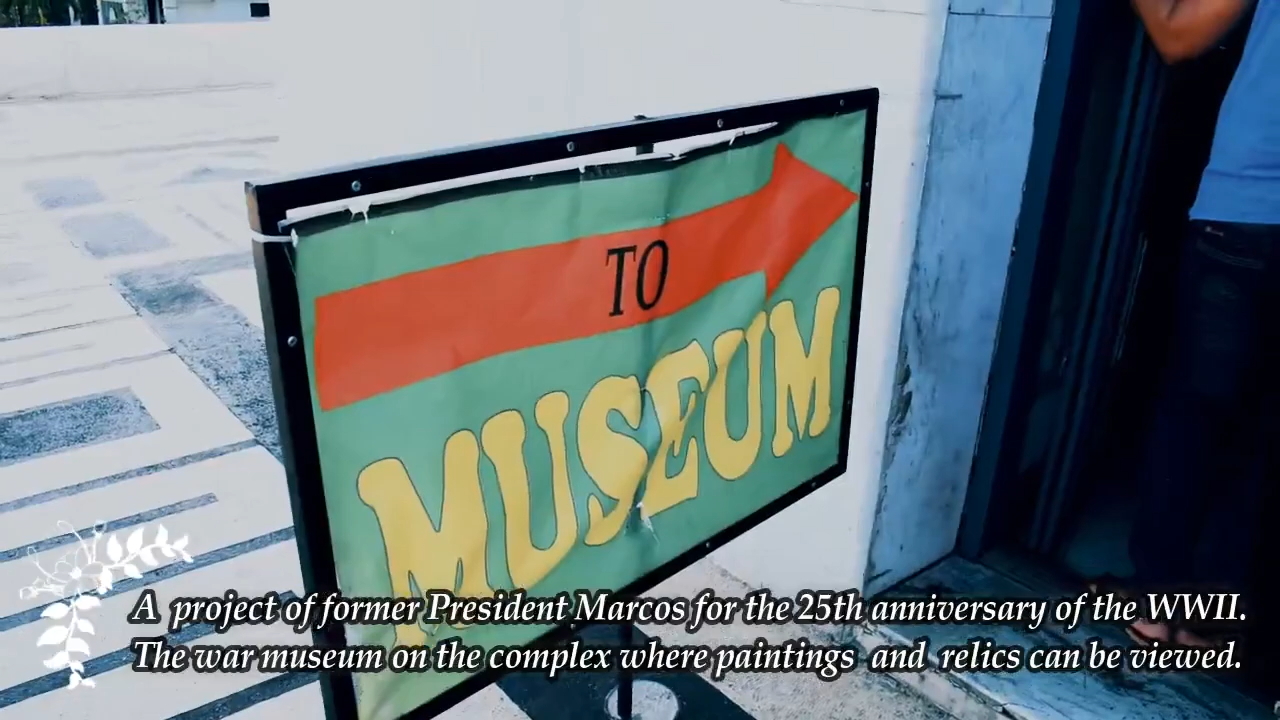 TO
MUSEUM
A project of former President Marcos for the 25th anniversary of the WWII.
The war museum on the complex where paintings and relics can be viewed.